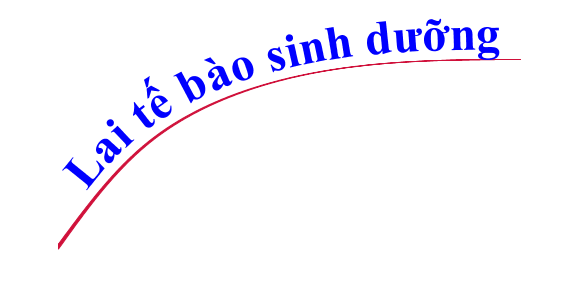 Lai tế bào sinh dưỡng